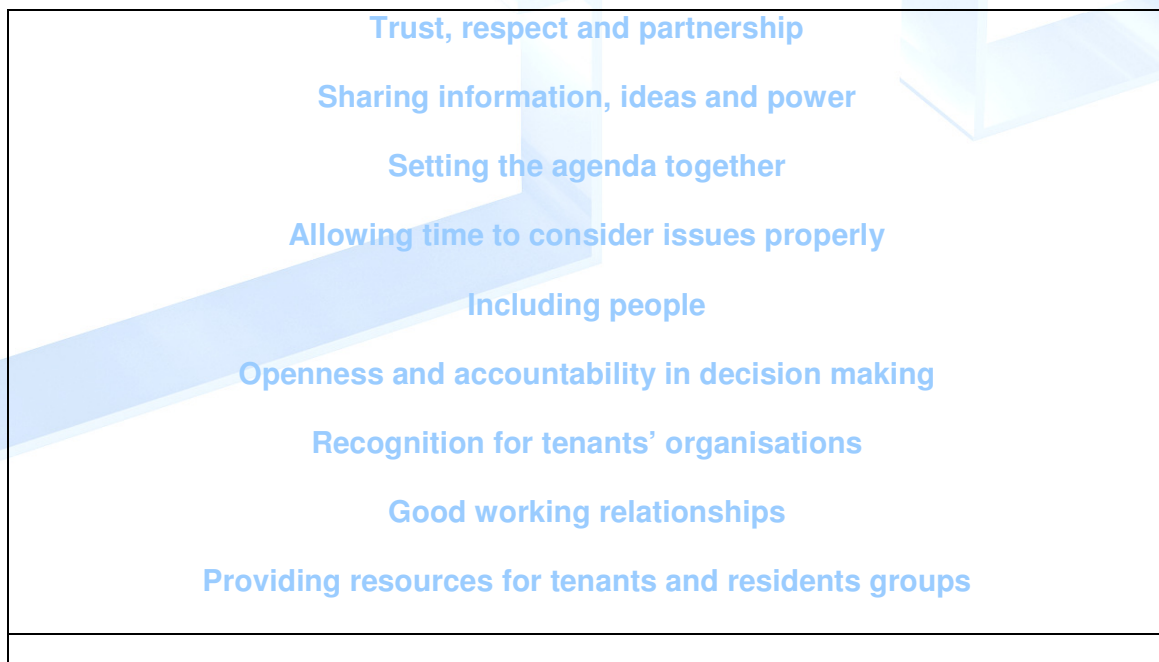 Trust, respect and partnership
Sharing information, ideas and power
Setting the agenda together
Allowing time to consider issues properly
Including people
Openness and accountability in decision making
Recognition for tenants’ organisations
Good working relationships
Providing resources for tenants and residents groups